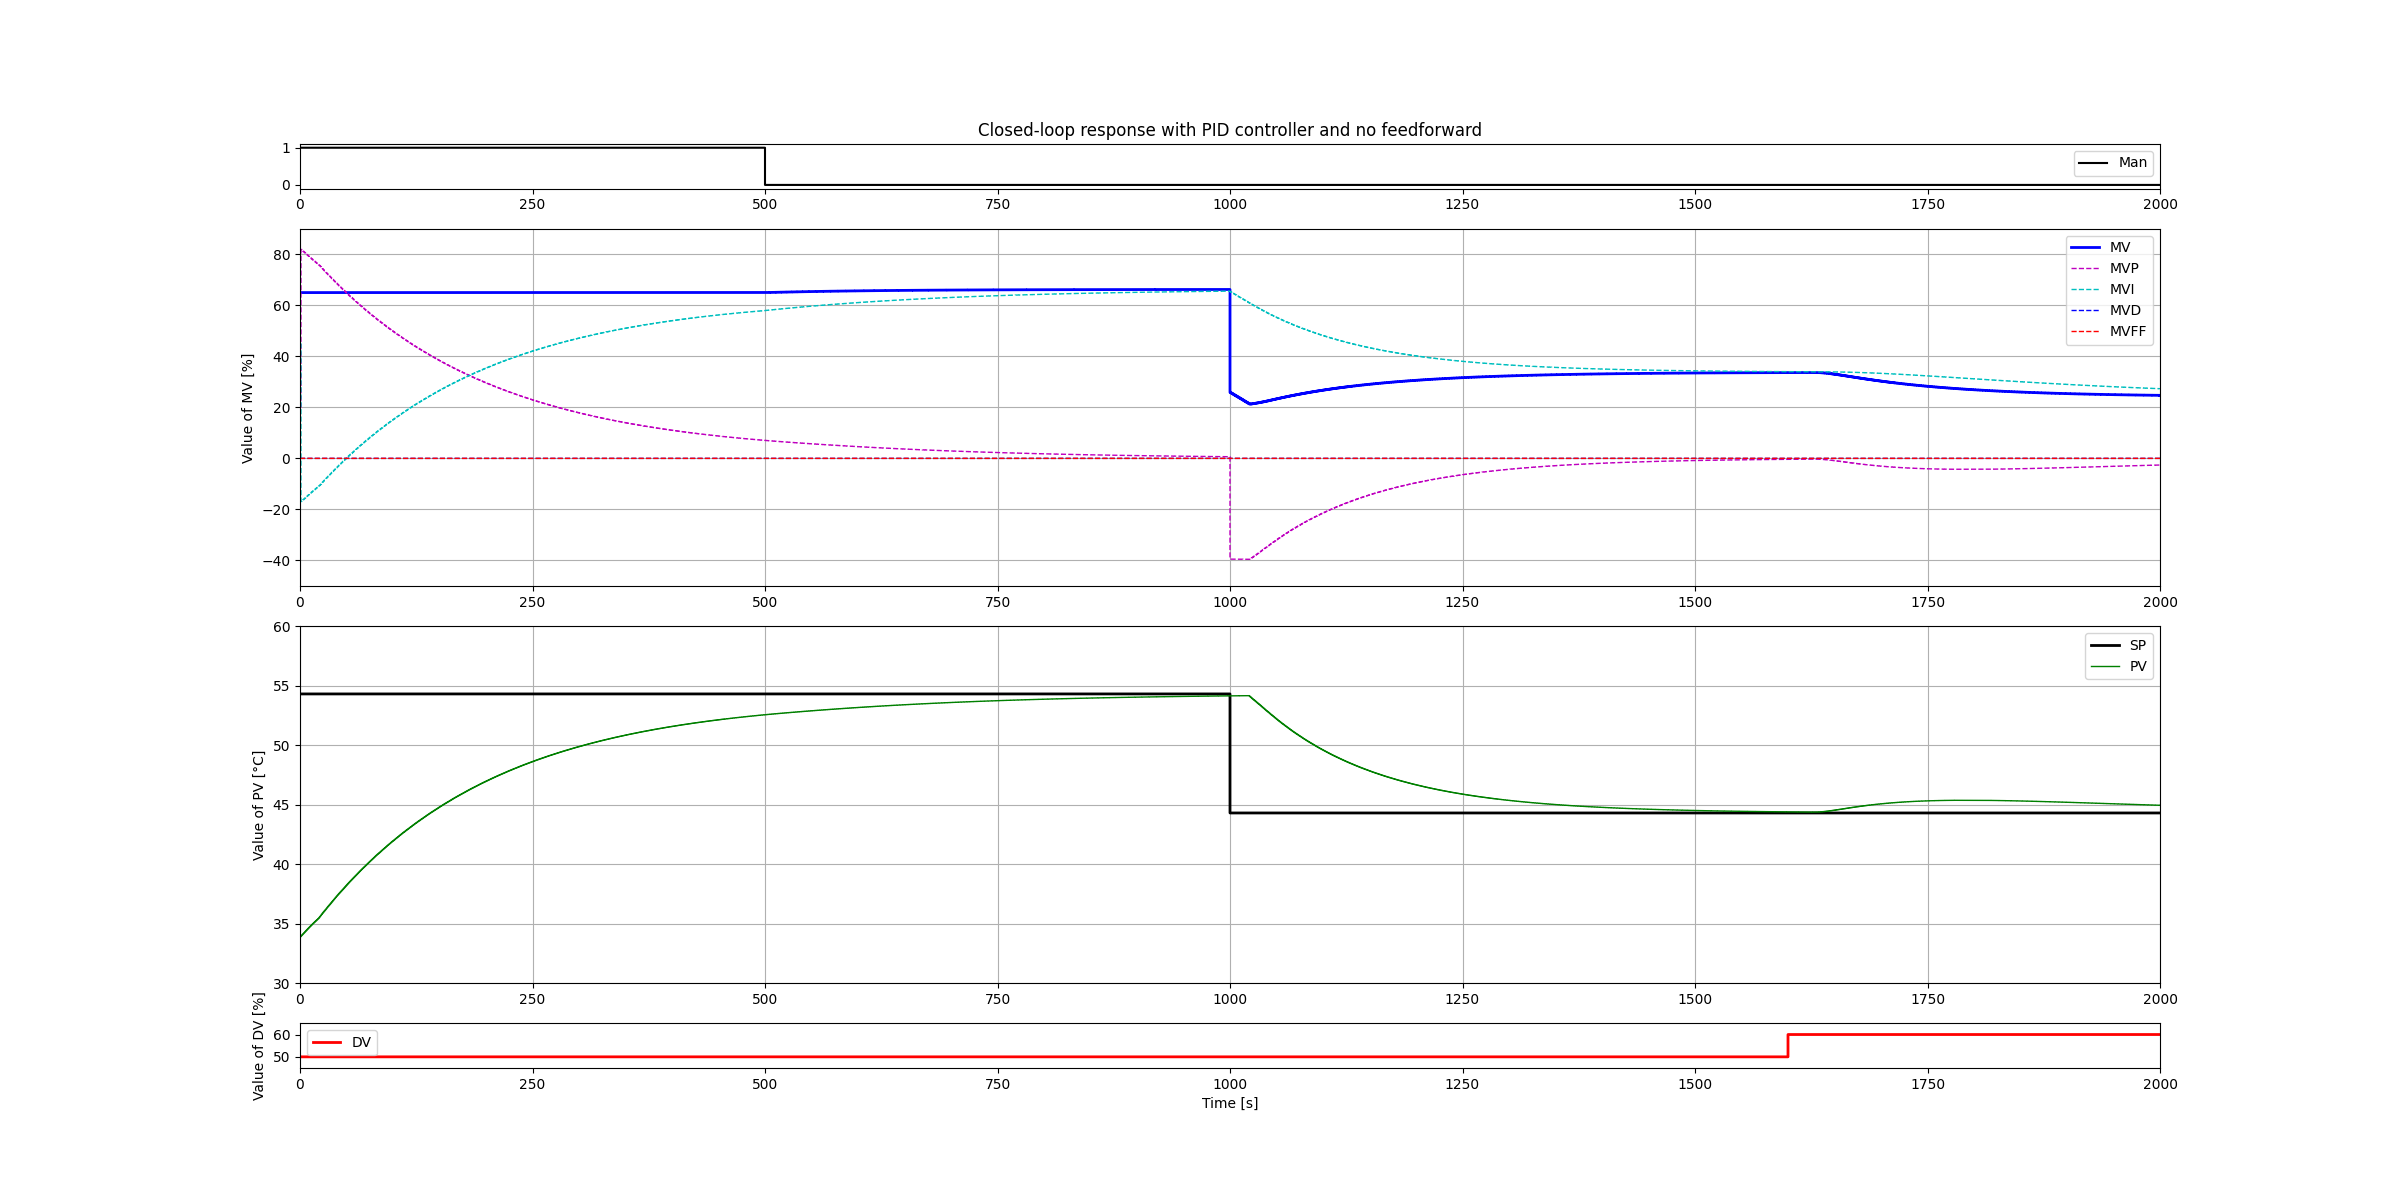 Closed-loop response with PID controller and no feedforward
1
0
Man
0 250 500 750 1000 1250 1500 1750 2000
Value of MV [%]
80
60
40
20
0
−20
−40
MV
MVP
MVI
MVD
MVFF
0 250 500 750 1000 1250 1500 1750 2000
Value of PV [°C]
60
55
50
45
40
35
30
SP
PV
0 250 500 750 1000 1250 1500 1750 2000
Value of DV [%]
60
50
DV
0 250 500 750 1000 1250 1500 1750 2000
Time [s]